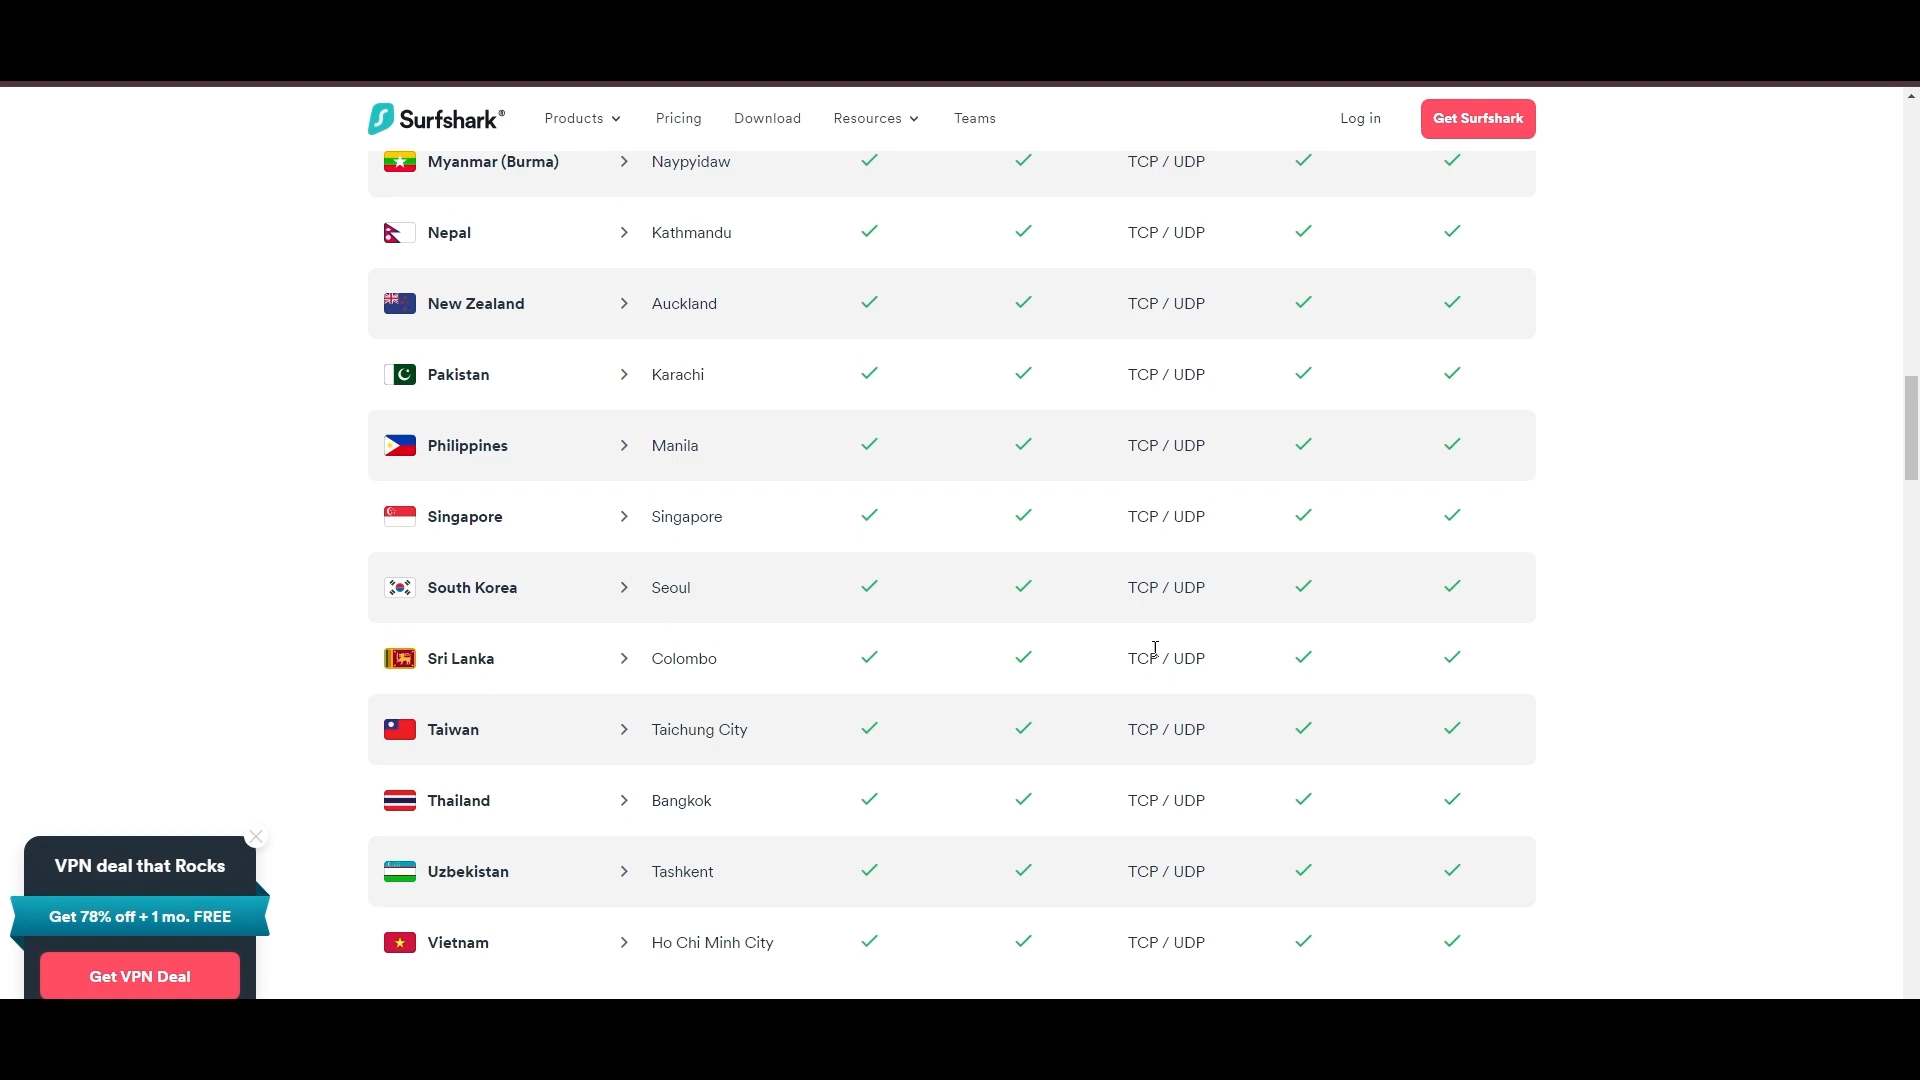 Surfshark® Products Pricing Download Resources Teams Log in Get Surfshark
Myanmar (Burma) Naypyidaw TCP / UDP
Nepal Kathmandu TCP / UDP
New Zealand Auckland TCP / UDP
Pakistan Karachi TCP / UDP
Philippines Manila TCP / UDP
Singapore Singapore TCP / UDP
South Korea Seoul TCP / UDP
Sri Lanka Colombo TCP / UDP
Taiwan Taichung City TCP / UDP
Thailand Bangkok TCP / UDP
Uzbekistan Tashkent TCP / UDP
Vietnam Ho Chi Minh City TCP / UDP
VPN deal that Rocks
Get 78% off + 1 mo. FREE
Get VPN Deal